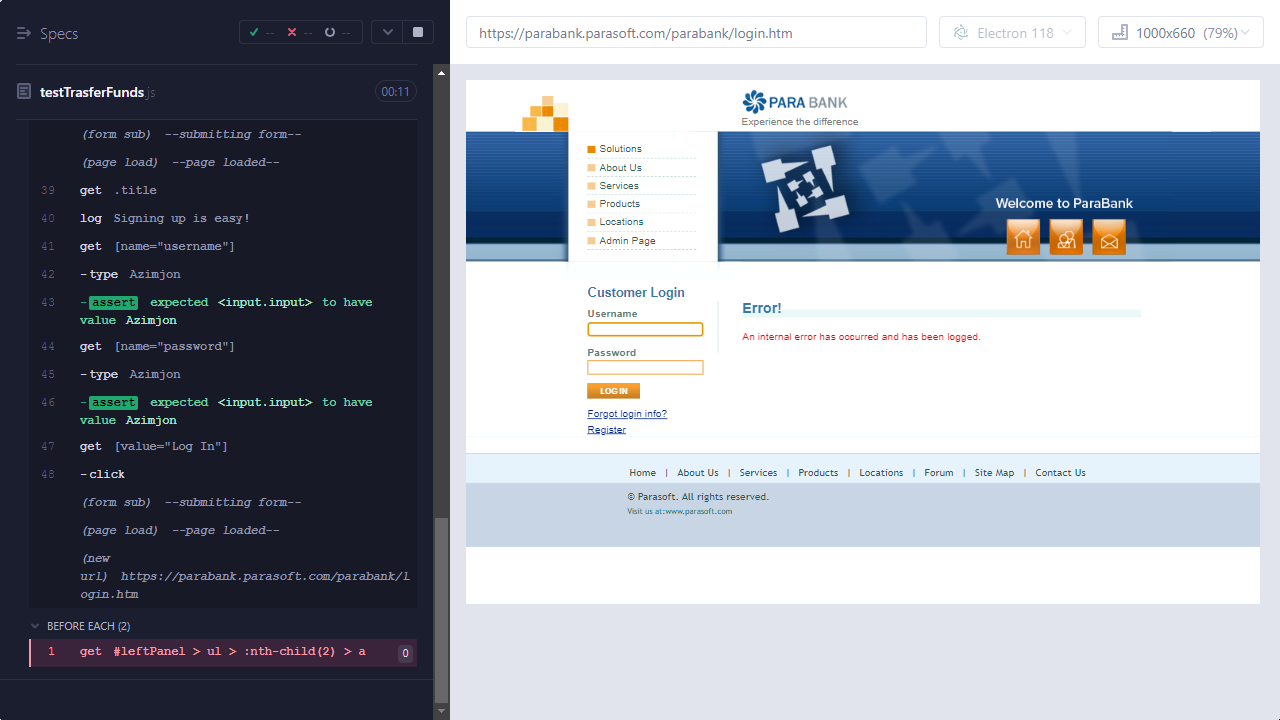 Specs
--
--
--
testTrasferFunds.js
00:11
(form sub) --submitting form--
(page load) --page loaded--
39 get .title
40 log Signing up is easy!
41 get [name="username"]
42 -type Azimjon
43 -assert expected <input.input> to have
value Azimjon
44 get [name="password"]
45 -type Azimjon
46 -assert expected <input.input> to have
value Azimjon
47 get [value="Log In"]
48 -click
(form sub) --submitting form--
(page load) --page loaded--
(new
url) https://parabank.parasoft.com/parabank/l
ogin.htm
BEFORE EACH (2)
1 get #leftPanel > ul > :nth-child(2) > a 0
https://parabank.parasoft.com/parabank/login.htm
Electron 118
1000x660 (79%)
PARA BANK
Experience the difference
Solutions
About Us
Services
Products
Locations
Admin Page
Welcome to ParaBank
Customer Login
Username
Password
LOG IN
Forgot login info?
Register
Error!
An internal error has occurred and has been logged.
Home | About Us | Services | Products | Locations | Forum | Site Map | Contact Us
© Parasoft. All rights reserved.
Visit us at:www.parasoft.com